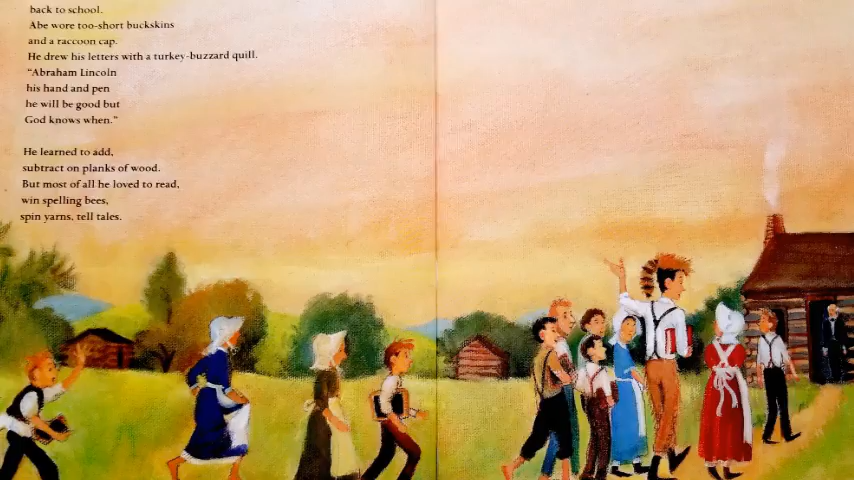 back to school.
Abe wore too-short buckskins
and a raccoon cap.
He drew his letters with a turkey-buzzard quill.
“Abraham Lincoln
his hand and pen
he will be good but
God knows when.”
He learned to add,
subtract on planks of wood.
But most of all he loved to read,
win spelling bees,
spin yarns, tell tales.